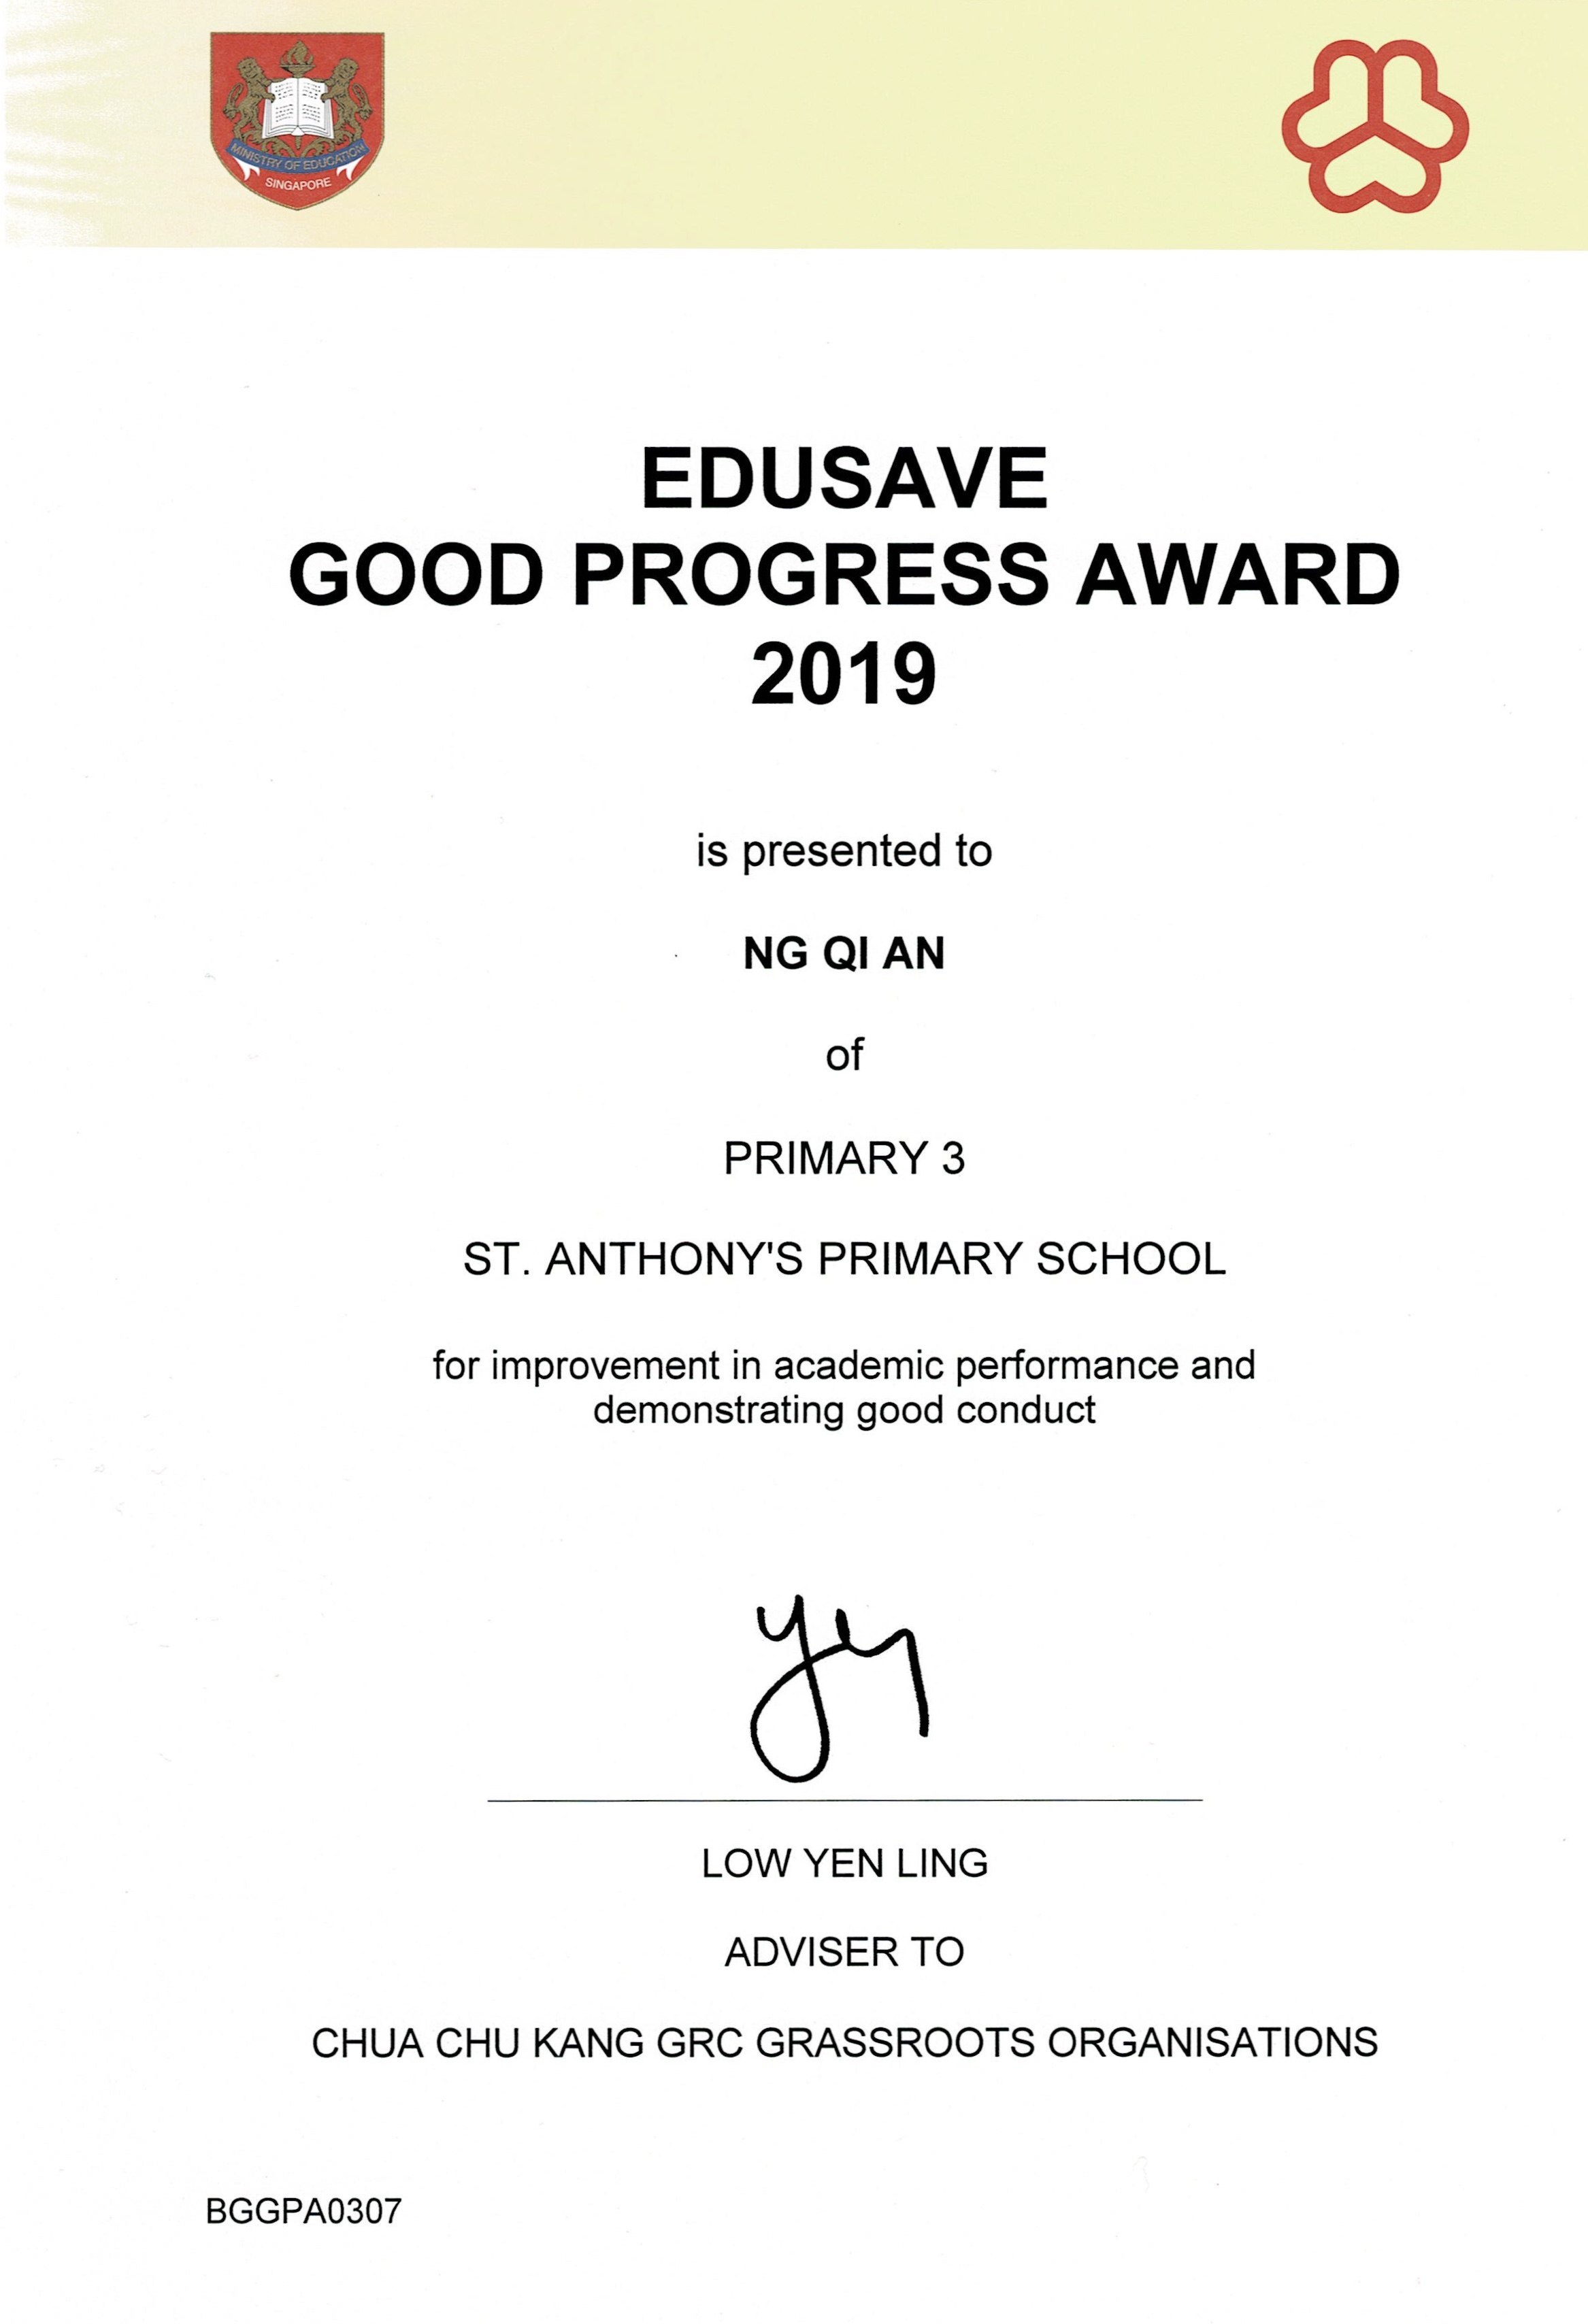 MINISTRY OF EDUCATION
SINGAPORE
EDUSAVE
GOOD PROGRESS AWARD
2019
is presented to
NG QI AN
of
PRIMARY 3
ST. ANTHONY'S PRIMARY SCHOOL
for improvement in academic performance and
demonstrating good conduct
LOW YEN LING
ADVISER TO
CHUA CHU KANG GRC GRASSROOTS ORGANISATIONS
BGGPA0307